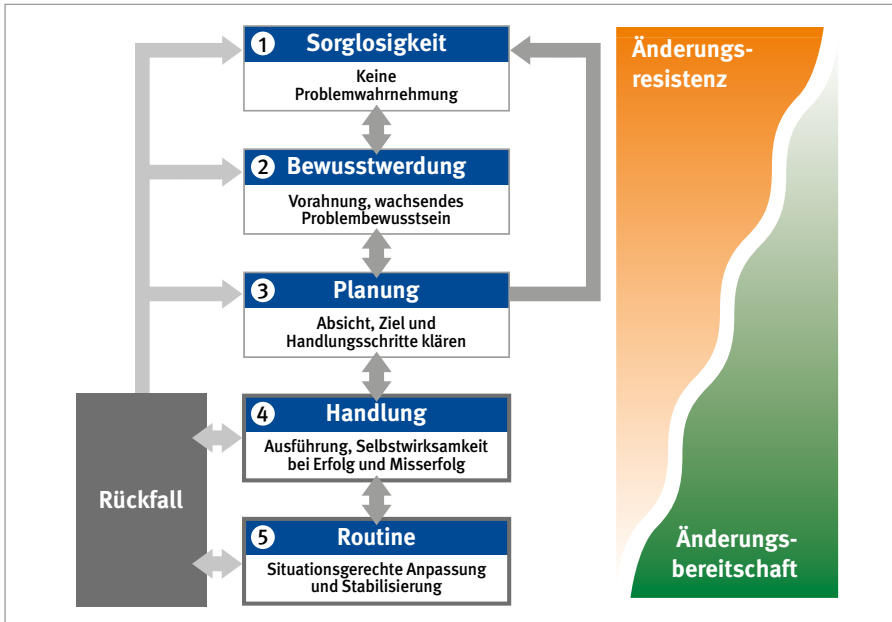 1 Sorglosigkeit
Keine
Problemwahrnehmung
2 Bewusstwerdung
Vorahnung, wachsendes
Problembewusstsein
3 Planung
Absicht, Ziel und
Handlungsschritte klären
4 Handlung
Ausführung, Selbstwirksamkeit
bei Erfolg und Misserfolg
5 Routine
Situationsgerechte Anpassung
und Stabilisierung
Rückfall
Änderungs-
resistenz
Änderungs-
bereitschaft